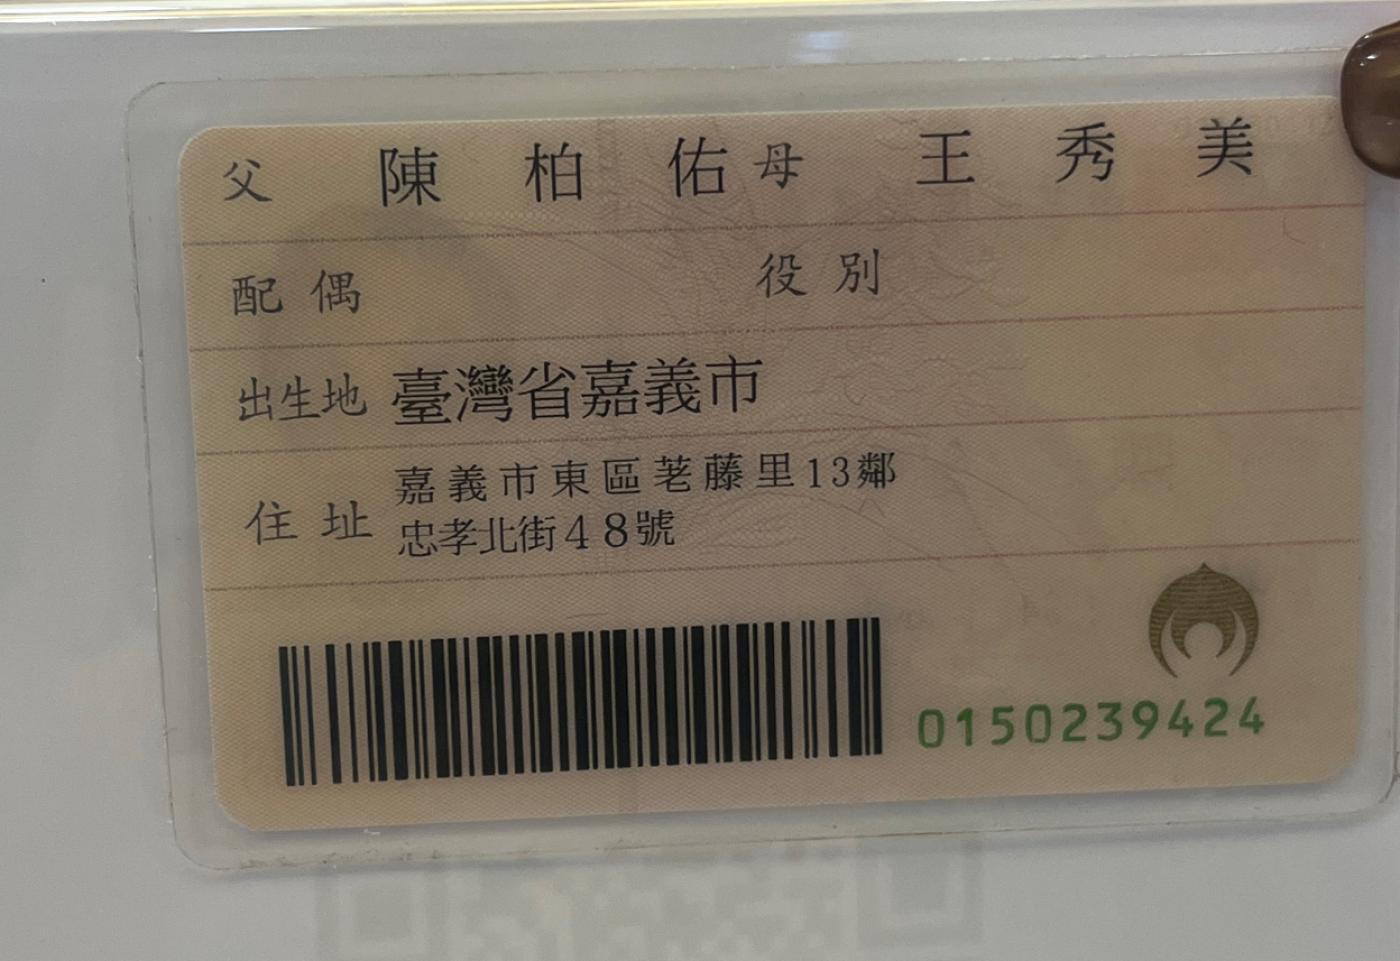 父 陳柏佑 母 王秀美
配偶 役別
出生地 臺灣省嘉義市
住址 嘉義市東區荖藤里13鄰
忠孝北街48號
0150239424